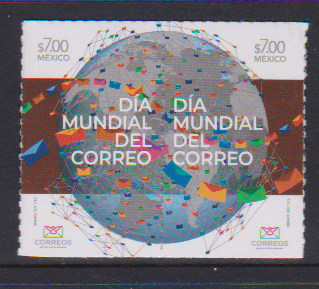 $7.00
MÉXICO
$7.00
MÉXICO
DÍA
MUNDIAL
DEL
CORREO
DÍA
MUNDIAL
DEL
CORREO
CORREOS
CORREOS